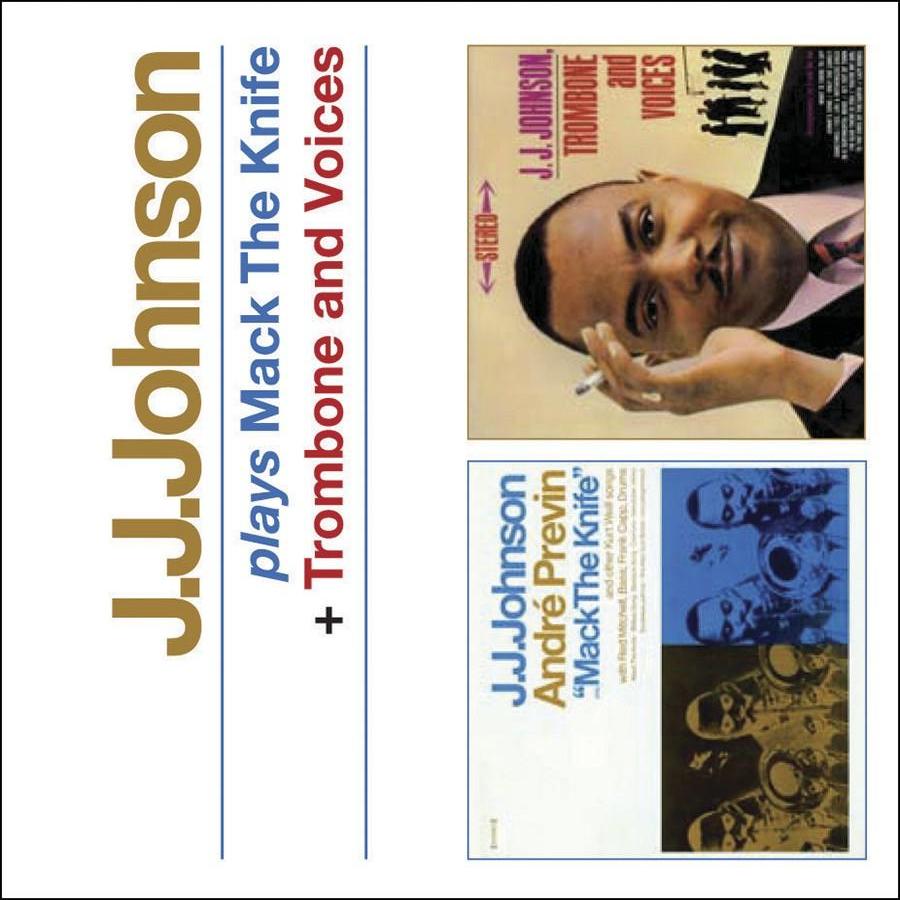 J.J.Johnson
plays Mack The Knife
+ Trombone and Voices
J. J. JOHNSON,
TROMBONE
and
VOICES
STEREO
J.J.Johnson
André Previn
“Mack The Knife”
and other Kurt Weill songs
with Red Mitchell, Bass; Frank Capp, Drums